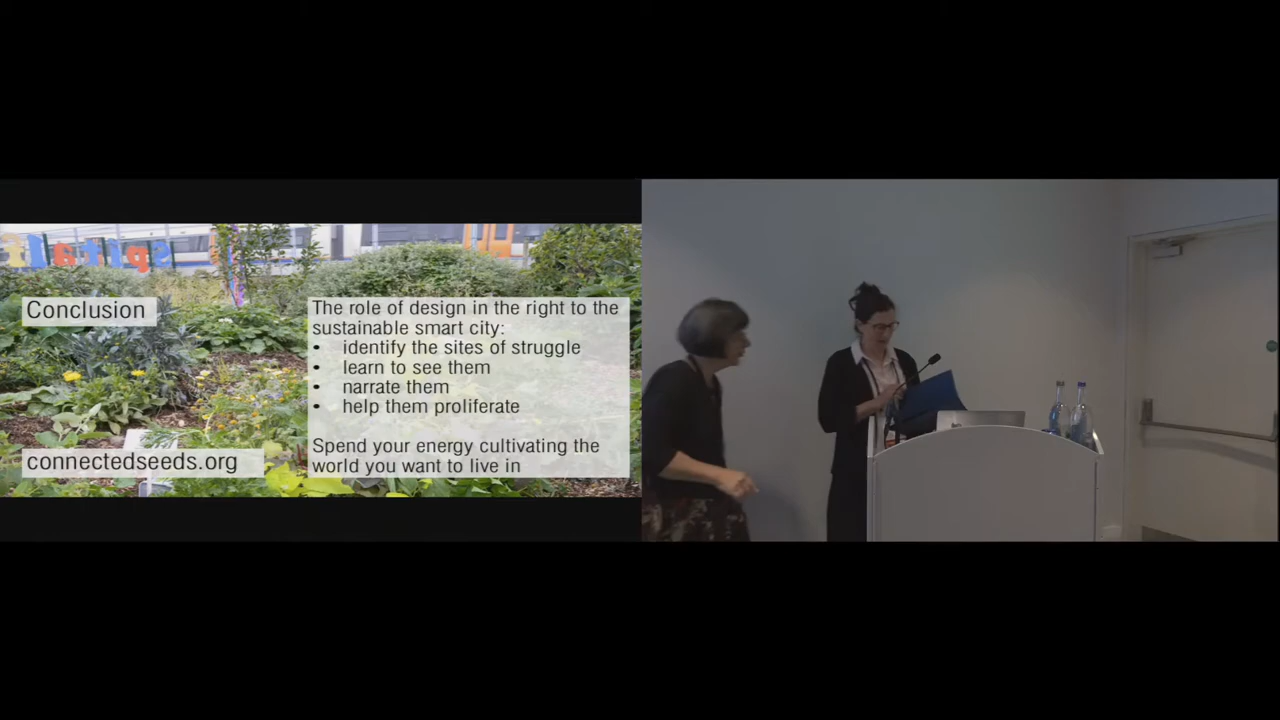 spitalf
Conclusion
The role of design in the right to the
sustainable smart city:
• identify the sites of struggle
• learn to see them
• narrate them
• help them proliferate
Spend your energy cultivating the
world you want to live in
connectedseeds.org